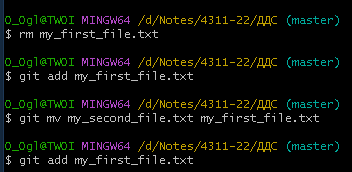 O_Ogl@TWOI MINGW64 /d/Notes/4311-22/ДДС (master)
$ rm my_first_file.txt
O_Ogl@TWOI MINGW64 /d/Notes/4311-22/ДДС (master)
$ git add my_first_file.txt
O_Ogl@TWOI MINGW64 /d/Notes/4311-22/ДДС (master)
$ git mv my_second_file.txt my_first_file.txt
O_Ogl@TWOI MINGW64 /d/Notes/4311-22/ДДС (master)
$ git add my_first_file.txt